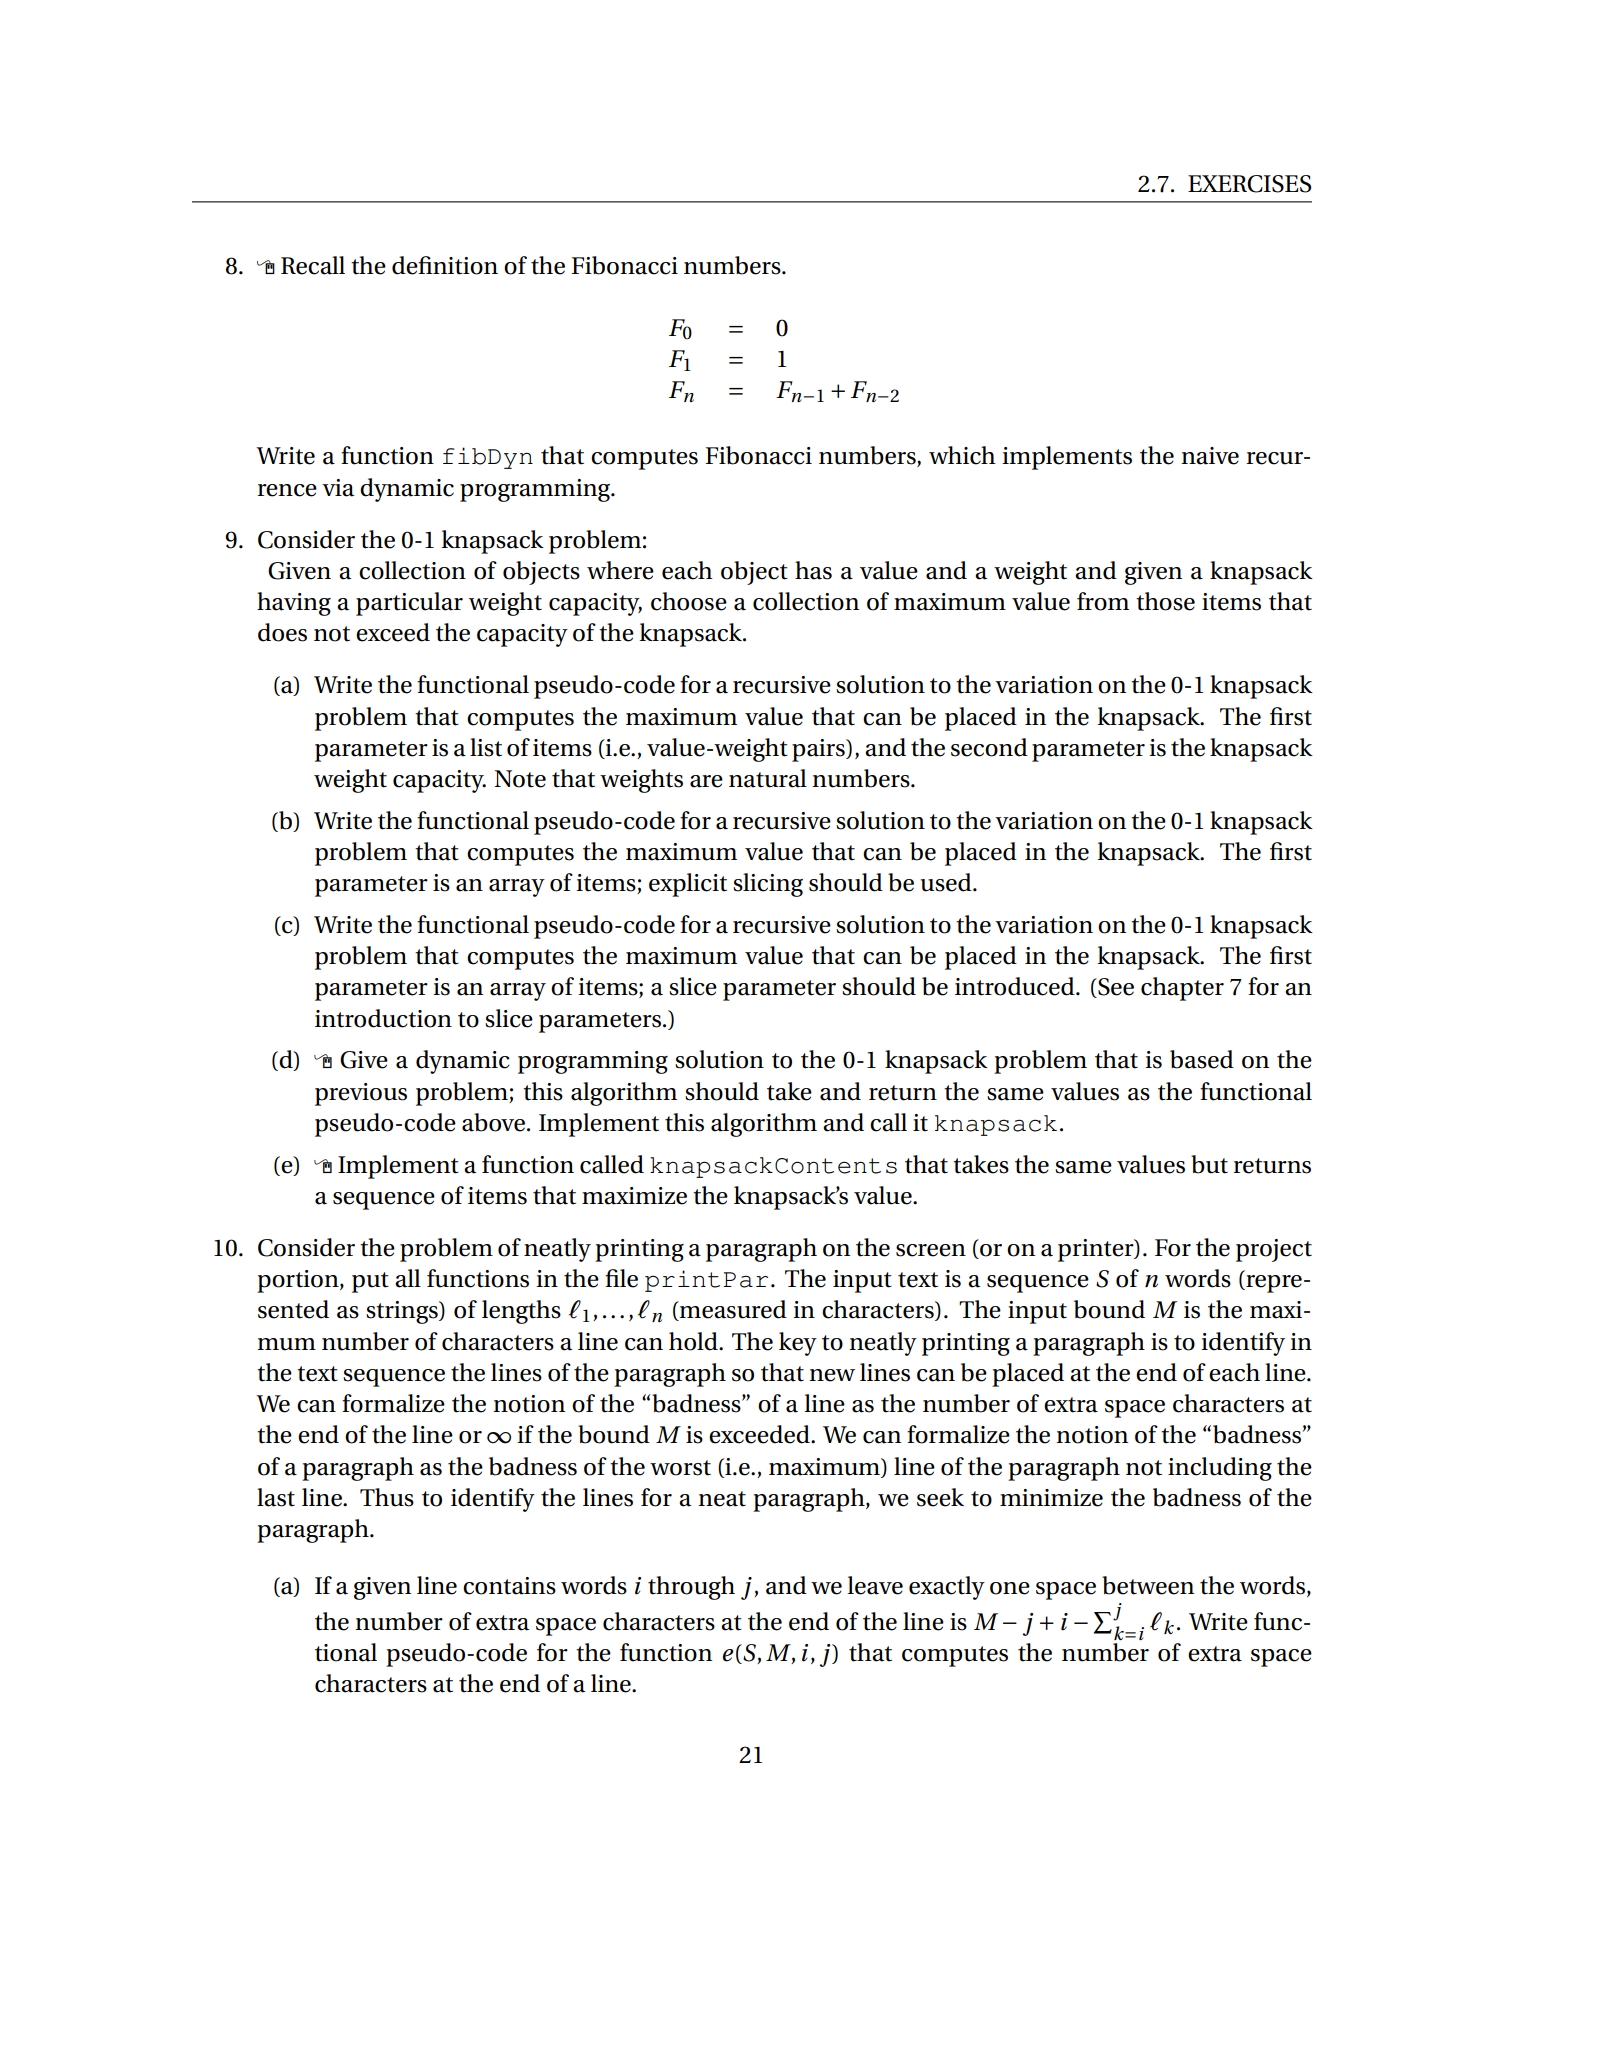 2.7. EXERCISES
8. Recall the definition of the Fibonacci numbers.
F₀ = 0
F₁ = 1
Fₙ = Fₙ₋₁ + Fₙ₋₂
Write a function fibDyn that computes Fibonacci numbers, which implements the naive recur-
rence via dynamic programming.
9. Consider the 0-1 knapsack problem:
Given a collection of objects where each object has a value and a weight and given a knapsack
having a particular weight capacity, choose a collection of maximum value from those items that
does not exceed the capacity of the knapsack.
(a) Write the functional pseudo-code for a recursive solution to the variation on the 0-1 knapsack
problem that computes the maximum value that can be placed in the knapsack. The first
parameter is a list of items (i.e., value-weight pairs), and the second parameter is the knapsack
weight capacity. Note that weights are natural numbers.
(b) Write the functional pseudo-code for a recursive solution to the variation on the 0-1 knapsack
problem that computes the maximum value that can be placed in the knapsack. The first
parameter is an array of items; explicit slicing should be used.
(c) Write the functional pseudo-code for a recursive solution to the variation on the 0-1 knapsack
problem that computes the maximum value that can be placed in the knapsack. The first
parameter is an array of items; a slice parameter should be introduced. (See chapter 7 for an
introduction to slice parameters.)
(d) Give a dynamic programming solution to the 0-1 knapsack problem that is based on the
previous problem; this algorithm should take and return the same values as the functional
pseudo-code above. Implement this algorithm and call it knapsack.
(e) Implement a function called knapsackContents that takes the same values but returns
a sequence of items that maximize the knapsack's value.
10. Consider the problem of neatly printing a paragraph on the screen (or on a printer). For the project
portion, put all functions in the file printPar. The input text is a sequence S of n words (repre-
sented as strings) of lengths ℓ₁,…,ℓₙ (measured in characters). The input bound M is the maxi-
mum number of characters a line can hold. The key to neatly printing a paragraph is to identify in
the text sequence the lines of the paragraph so that new lines can be placed at the end of each line.
We can formalize the notion of the "badness" of a line as the number of extra space characters at
the end of the line or ∞ if the bound M is exceeded. We can formalize the notion of the "badness"
of a paragraph as the badness of the worst (i.e., maximum) line of the paragraph not including the
last line. Thus to identify the lines for a neat paragraph, we seek to minimize the badness of the
paragraph.
(a) If a given line contains words i through j, and we leave exactly one space between the words,
the number of extra space characters at the end of the line is M − j + i − ∑_{k=i}^{j} ℓ_k. Write func-
tional pseudo-code for the function e(S, M, i, j) that computes the number of extra space
characters at the end of a line.
21